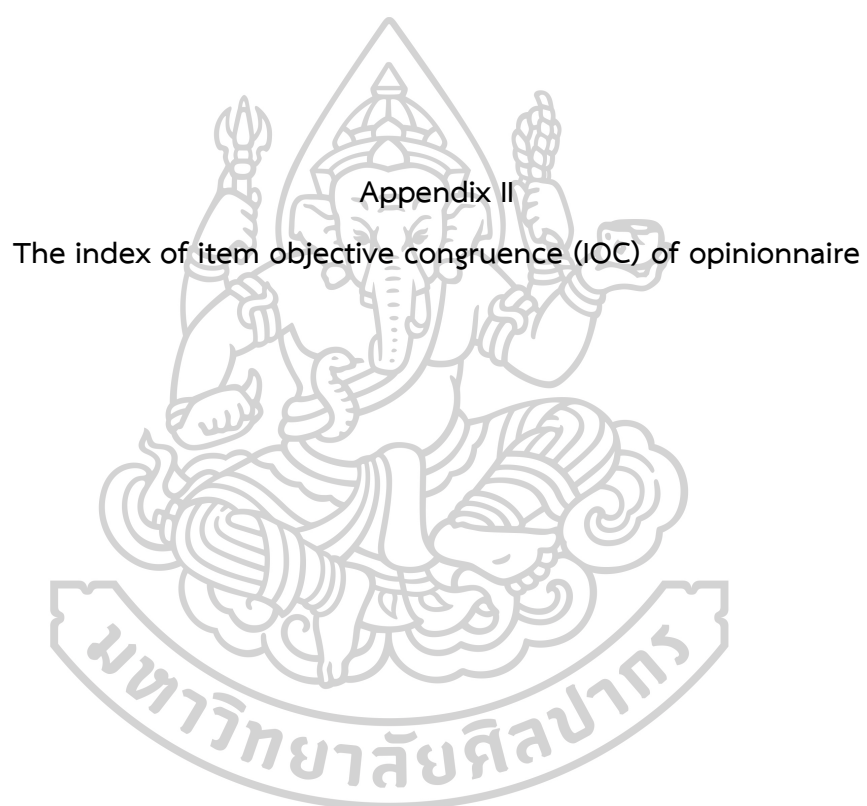 Appendix II
The index of item objective congruence (IOC) of opinionnaire
มหาวิทยาลัยศิลปากร